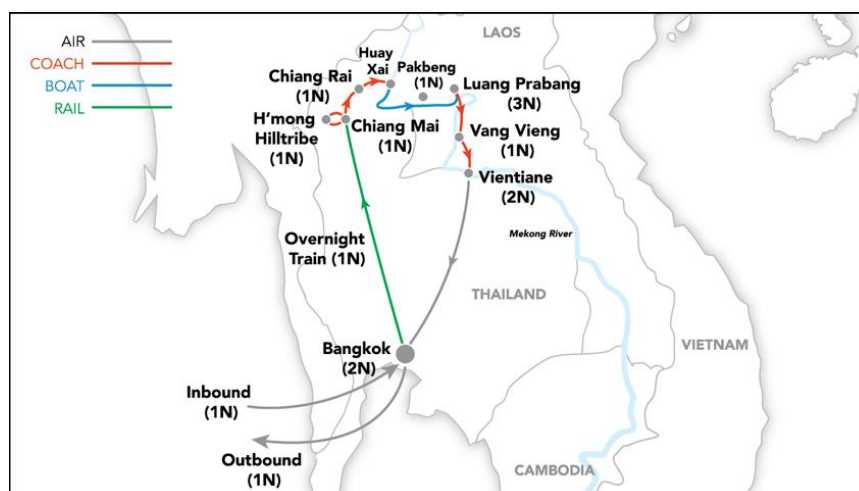 AIR
COACH
BOAT
RAIL
LAOS
Huay
Xai
Pakbeng
(1N)
Chiang Rai
(1N)
Luang Prabang
(3N)
H'mong
Hilltribe
(1N)
Chiang Mai
(1N)
Vang Vieng
(1N)
Vientiane
(2N)
Overnight
Train (1N)
Mekong River
THAILAND
VIETNAM
Bangkok
(2N)
Inbound
(1N)
Outbound
(1N)
CAMBODIA